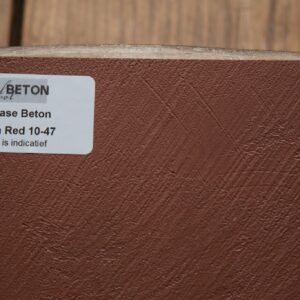 BETON
ase Beton
Red 10-47
is indicatief